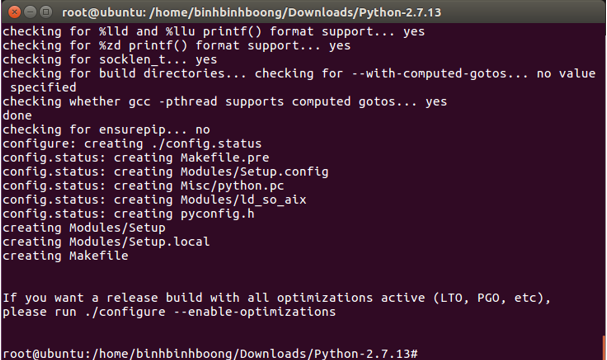 root@ubuntu: /home/binhbinhboong/Downloads/Python-2.7.13
checking for %lld and %llu printf() format support... yes
checking for %zd printf() format support... yes
checking for socklen_t... yes
checking for build directories... checking for --with-computed-gotos... no value
 specified
checking whether gcc -pthread supports computed gotos... yes
done
checking for ensurepip... no
configure: creating ./config.status
config.status: creating Makefile.pre
config.status: creating Modules/Setup.config
config.status: creating Misc/python.pc
config.status: creating Modules/ld_so_aix
config.status: creating pyconfig.h
creating Modules/Setup
creating Modules/Setup.local
creating Makefile
If you want a release build with all optimizations active (LTO, PGO, etc),
please run ./configure --enable-optimizations
root@ubuntu:/home/binhbinhboong/Downloads/Python-2.7.13#